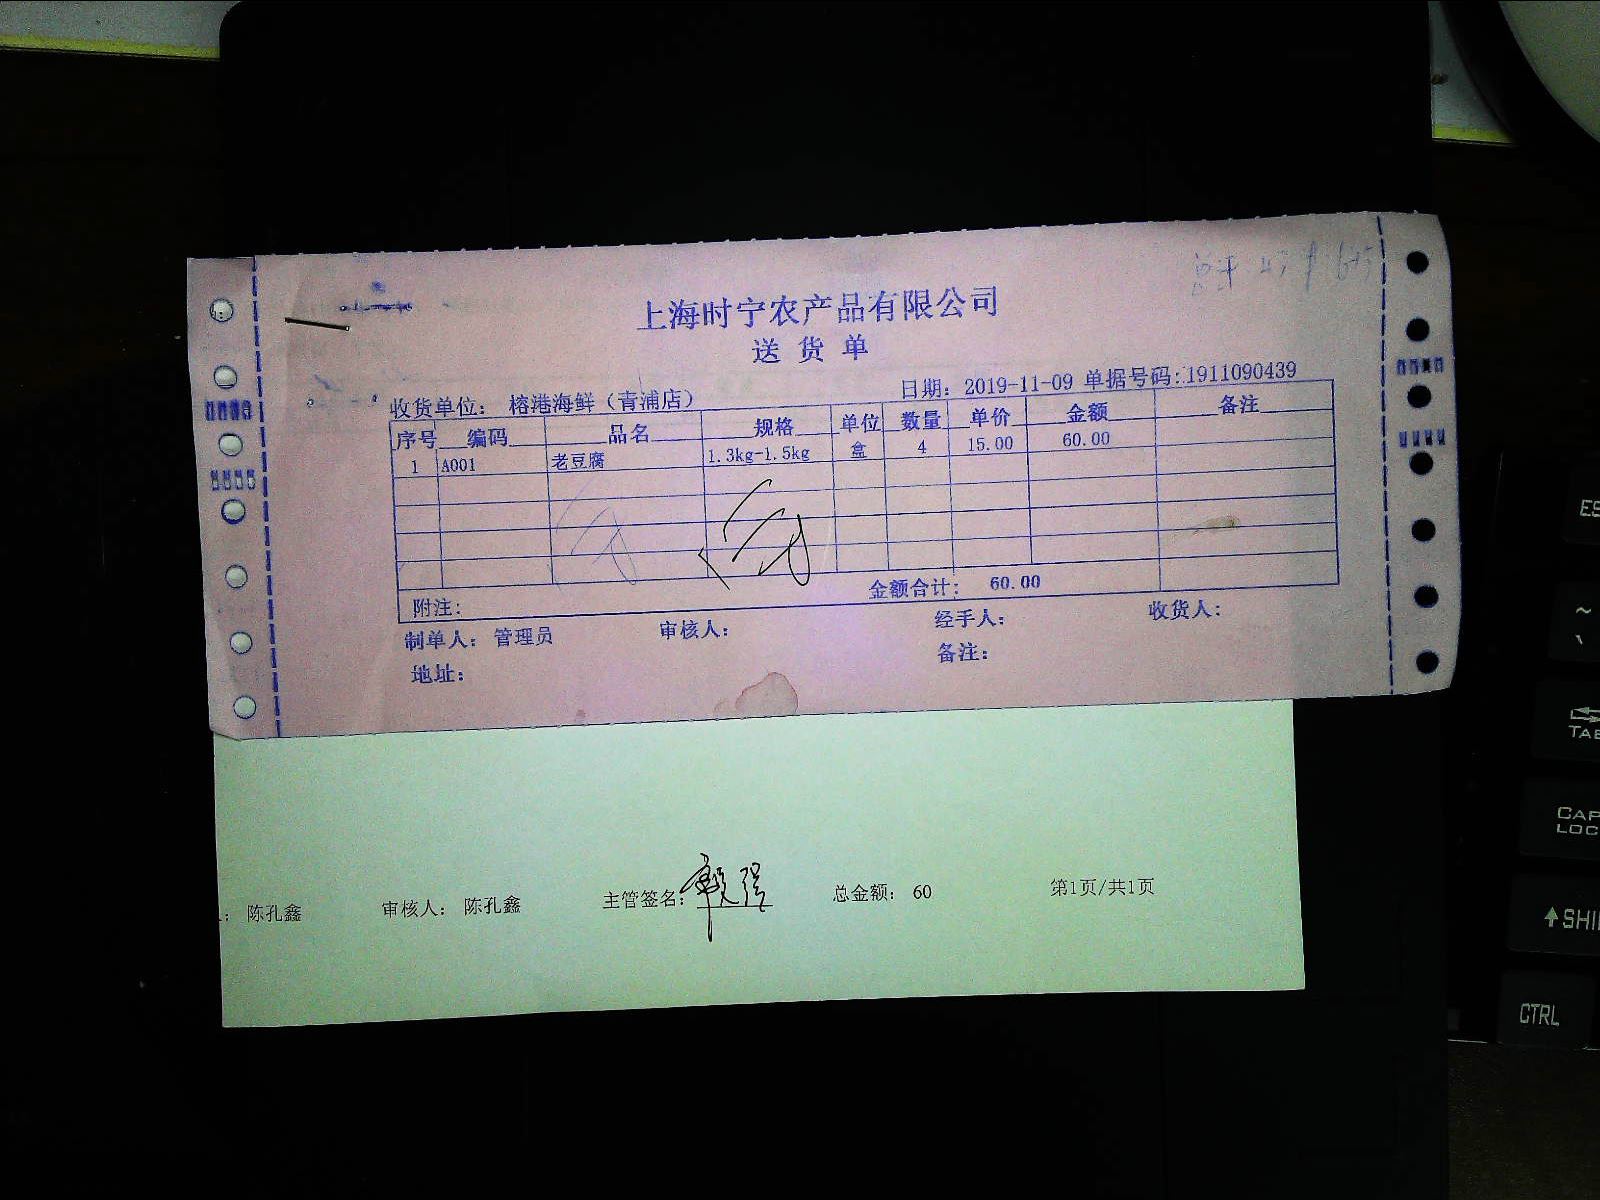 上海时宁农产品有限公司
送货单
收货单位: 榕港海鲜（青浦店） 日期: 2019-11-09 单据号码:1911090439
序号 编码 品名 规格 单位 数量 单价 金额 备注
1 A001 老豆腐 1.3kg-1.5kg 盒 4 15.00 60.00
金额合计: 60.00
附注:
制单人: 管理员 审核人: 经手人: 收货人:
地址: 备注:
: 陈孔鑫 审核人: 陈孔鑫 主管签名: 总金额: 60 第1页/共1页
ES
~
TAB
CAP
LOC
SHI
CTRL